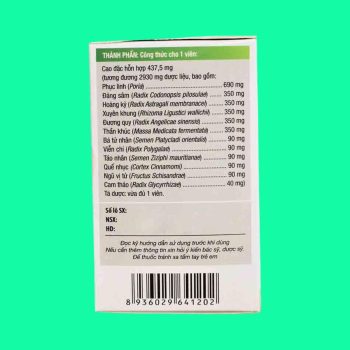 THÀNH PHẦN: Công thức cho 1 viên:
Cao đặc hỗn hợp 437,5 mg
(tương đương 2930 mg dược liệu, bao gồm:
Phục linh (Poria) 690 mg
Đảng sâm (Radix Codonopsis pilosulae) 350 mg
Hoàng kỳ (Radix Astragali membranacei) 350 mg
Xuyên khung (Rhizoma Ligustici wallichii) 350 mg
Đương quy (Radix Angelicae sinensis) 350 mg
Thần khúc (Massa Medicata fermentata) 350 mg
Bá tử nhân (Semen Platycladi orientalis) 90 mg
Viễn chí (Radix Polygalae) 90 mg
Táo nhân (Semen Ziziphi mauritianae) 90 mg
Quế nhục (Cortex Cinnamomi) 90 mg
Ngũ vị tử (Fructus Schisandrae) 90 mg
Cam thảo (Radix Glycyrrhizae) 40 mg)
Tá dược: vừa đủ 1 viên.
Số lô SX:
NSX:
HD:
Đọc kỹ hướng dẫn sử dụng trước khi dùng
Nếu cần thêm thông tin xin hỏi ý kiến bác sỹ, dược sỹ.
Để thuốc tránh xa tầm tay trẻ em
8 936029 641202